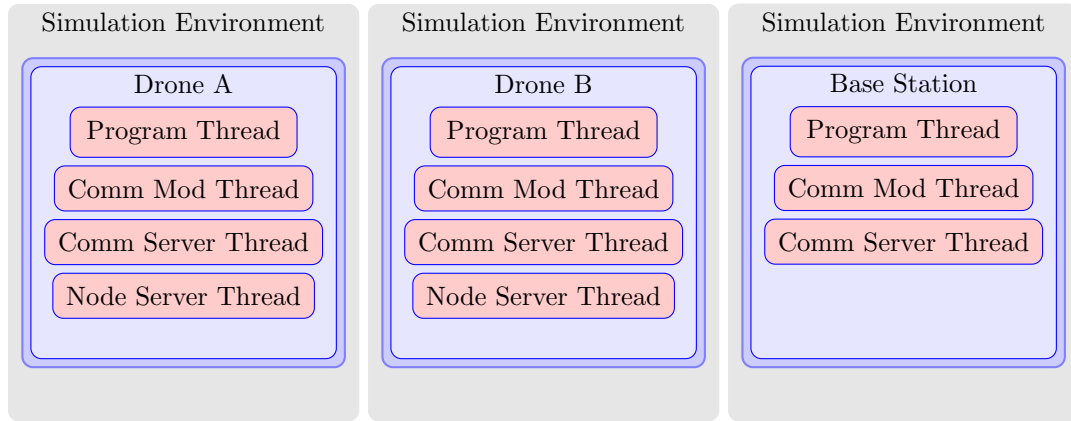 Simulation Environment
Drone A
Program Thread
Comm Mod Thread
Comm Server Thread
Node Server Thread
Simulation Environment
Drone B
Program Thread
Comm Mod Thread
Comm Server Thread
Node Server Thread
Simulation Environment
Base Station
Program Thread
Comm Mod Thread
Comm Server Thread